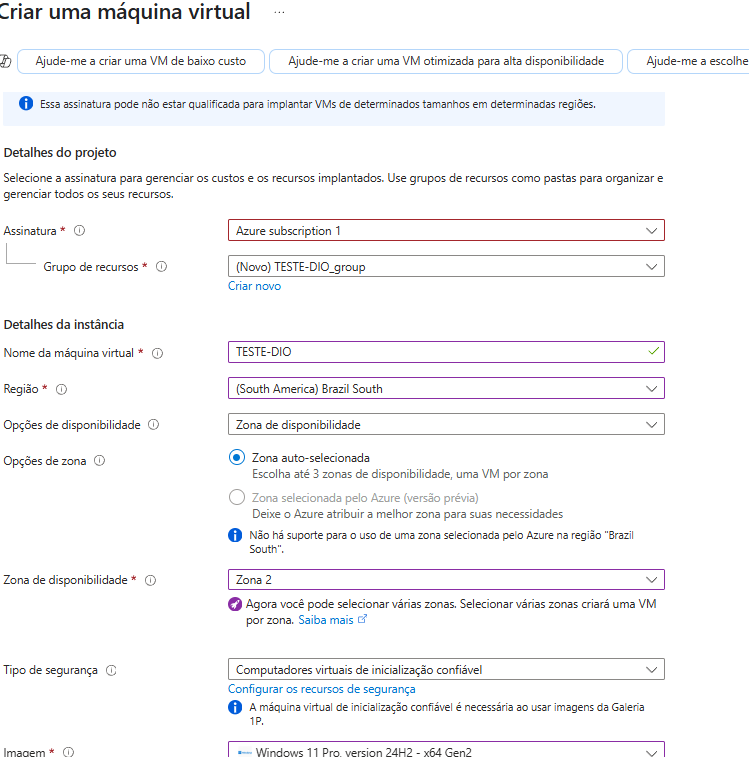 Criar uma máquina virtual ...
Ajude-me a criar uma VM de baixo custo
Ajude-me a criar uma VM otimizada para alta disponibilidade
Ajude-me a escolhe
Essa assinatura pode não estar qualificada para implantar VMs de determinados tamanhos em determinadas regiões.
Detalhes do projeto
Selecione a assinatura para gerenciar os custos e os recursos implantados. Use grupos de recursos como pastas para organizar e
gerenciar todos os seus recursos.
Assinatura *
Azure subscription 1
Grupo de recursos *
(Novo) TESTE-DIO_group
Criar novo
Detalhes da instância
Nome da máquina virtual *
TESTE-DIO
Região *
(South America) Brazil South
Opções de disponibilidade
Zona de disponibilidade
Opções de zona
Zona auto-selecionada
Escolha até 3 zonas de disponibilidade, uma VM por zona
Zona selecionada pelo Azure (versão prévia)
Deixe o Azure atribuir a melhor zona para suas necessidades
Não há suporte para o uso de uma zona selecionada pelo Azure na região "Brazil
South".
Zona de disponibilidade *
Zona 2
Agora você pode selecionar várias zonas. Selecionar várias zonas criará uma VM
por zona. Saiba mais
Tipo de segurança
Computadores virtuais de inicialização confiável
Configurar os recursos de segurança
A máquina virtual de inicialização confiável é necessária ao usar imagens da Galeria
1P.
Imagem *
Windows 11 Pro, version 24H2 - x64 Gen2